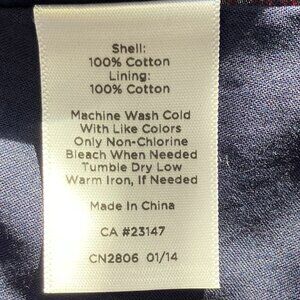 Shell:
100% Cotton
Lining:
100% Cotton
Machine Wash Cold
With Like Colors
Only Non-Chlorine
Bleach When Needed
Tumble Dry Low
Warm Iron, If Needed
Made In China
CA #23147
CN2806 01/14